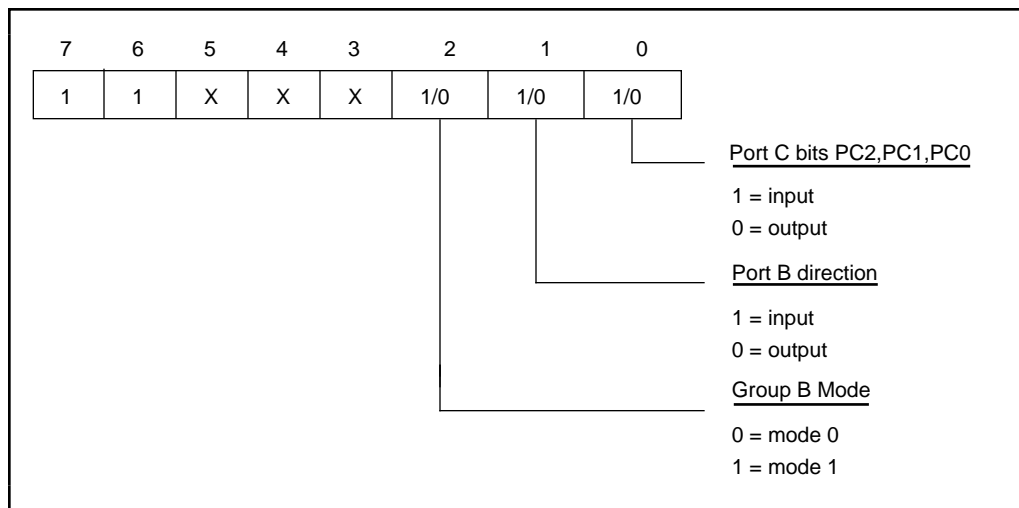 7 6 5 4 3 2 1 0
1 1 X X X 1/0 1/0 1/0
Port C bits PC2,PC1,PC0
1 = input
0 = output
Port B direction
1 = input
0 = output
Group B Mode
0 = mode 0
1 = mode 1